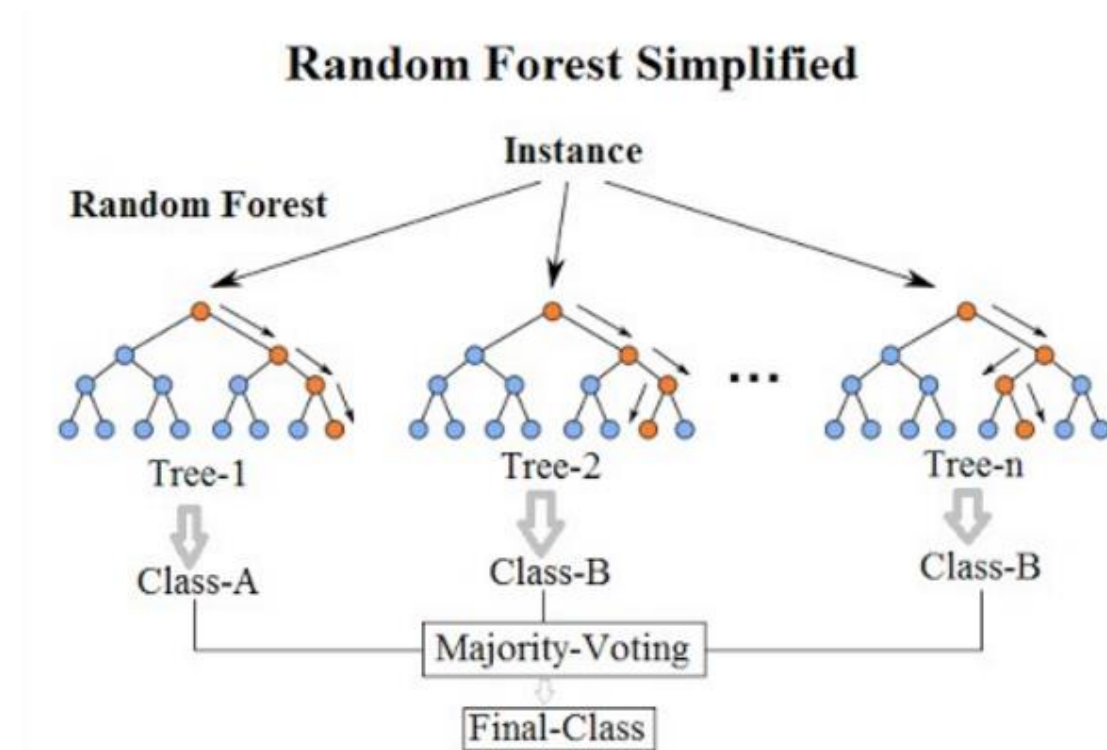 Random Forest Simplified
Instance
Random Forest
...
Tree-1
Tree-2
Tree-n
Class-A
Class-B
Class-B
Majority-Voting
Final-Class